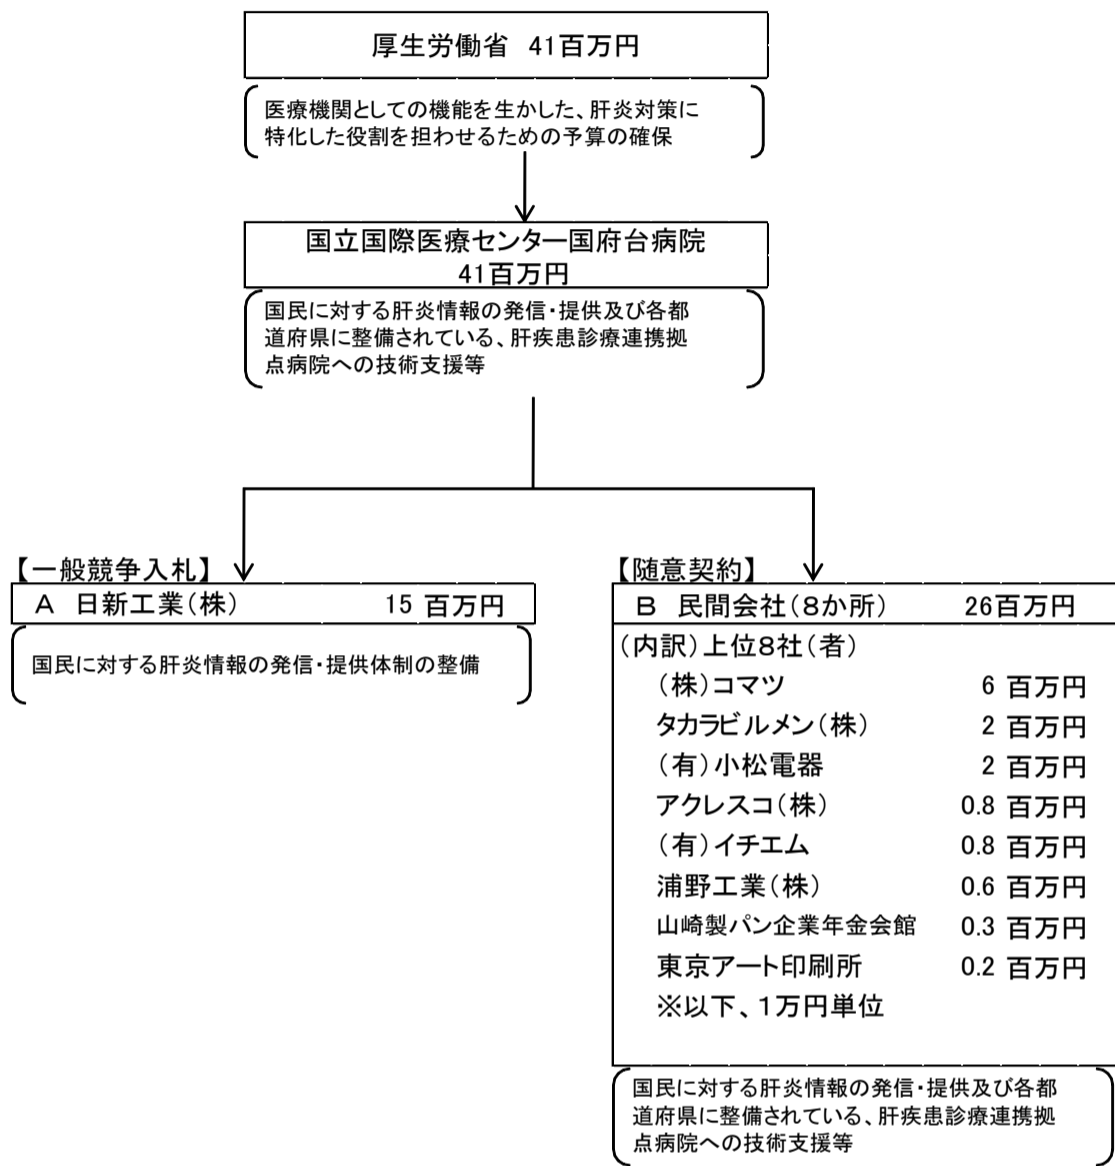 厚生労働省 41百万円
医療機関としての機能を生かした、肝炎対策に
特化した役割を担わせるための予算の確保
国立国際医療センター国府台病院
41百万円
国民に対する肝炎情報の発信・提供及び各都
道府県に整備されている、肝疾患診療連携拠
点病院への技術支援等
【一般競争入札】
A 日新工業(株) 15 百万円
国民に対する肝炎情報の発信・提供体制の整備
【随意契約】
B 民間会社(8か所) 26百万円
(内訳)上位8社(者)
(株)コマツ 6 百万円
タカラビルメン(株) 2 百万円
(有)小松電器 2 百万円
アクレスコ(株) 0.8 百万円
(有)イチエム 0.8 百万円
浦野工業(株) 0.6 百万円
山崎製パン企業年金会館 0.3 百万円
東京アート印刷所 0.2 百万円
※以下、1万円単位
国民に対する肝炎情報の発信・提供及び各都
道府県に整備されている、肝疾患診療連携拠
点病院への技術支援等